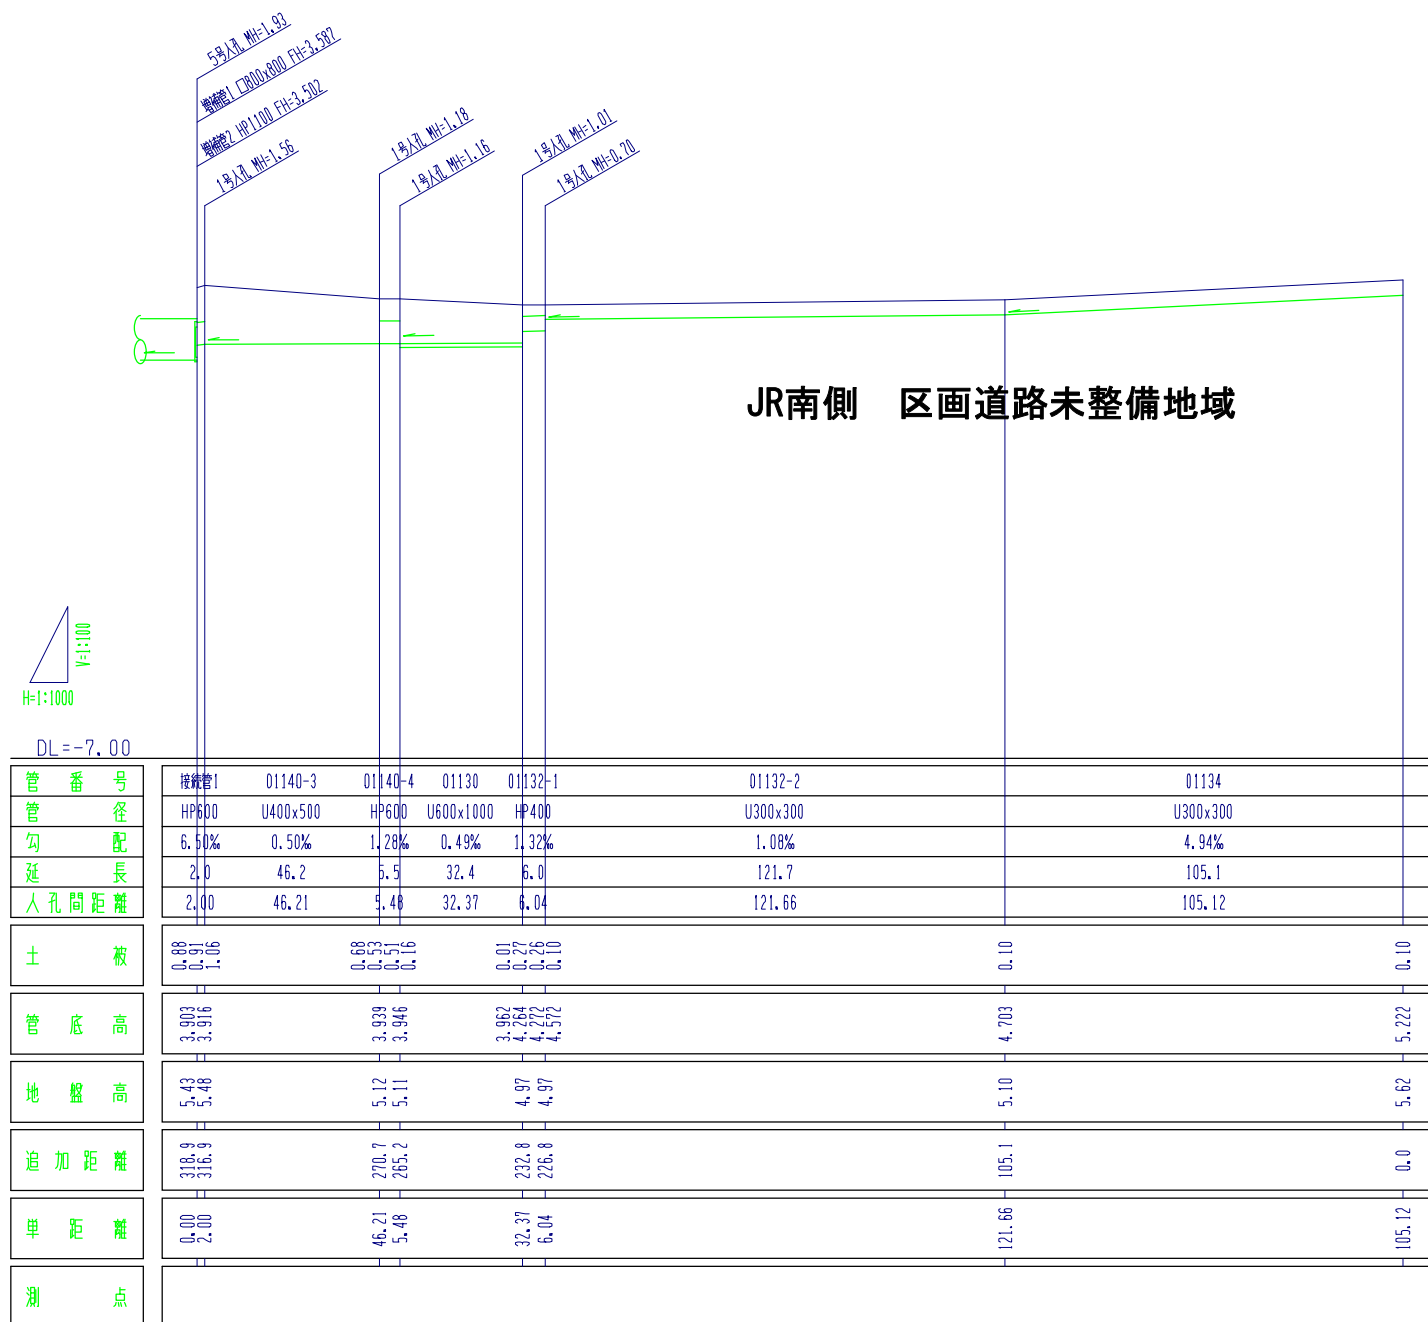 5号人孔 MH=1.93
増補管1 □800x800 FH=3.587
増補管2 HP1100 FH=3.502
1号人孔 MH=1.56
1号人孔 MH=1.18
1号人孔 MH=1.16
1号人孔 MH=1.01
1号人孔 MH=0.70
JR南側　区画道路未整備地域
V=1:100
H=1:1000
DL=-7.00
管番号 接続管1 01140-3 01140-4 01130 01132-1 01132-2 01134
管径 HP600 U400x500 HP600 U600x1000 HP400 U300x300 U300x300
勾配 6.50‰ 0.50‰ 1.28‰ 0.49‰ 1.32‰ 1.08‰ 4.94‰
延長 2.0 46.2 5.5 32.4 6.0 121.7 105.1
人孔間距離 2.00 46.21 5.48 32.37 6.04 121.66 105.12
土被 0.88 0.91 1.06 0.68 0.53 0.51 0.16 0.01 0.27 0.26 0.10 0.10 0.10
管底高 3.903 3.916 3.939 3.946 3.962 4.264 4.272 4.572 4.703 5.222
地盤高 5.43 5.48 5.12 5.11 4.97 4.97 5.10 5.62
追加距離 318.9 316.9 270.7 265.2 232.8 226.8 105.1 0.0
単距離 0.00 2.00 46.21 5.48 32.37 6.04 121.66 105.12
測点